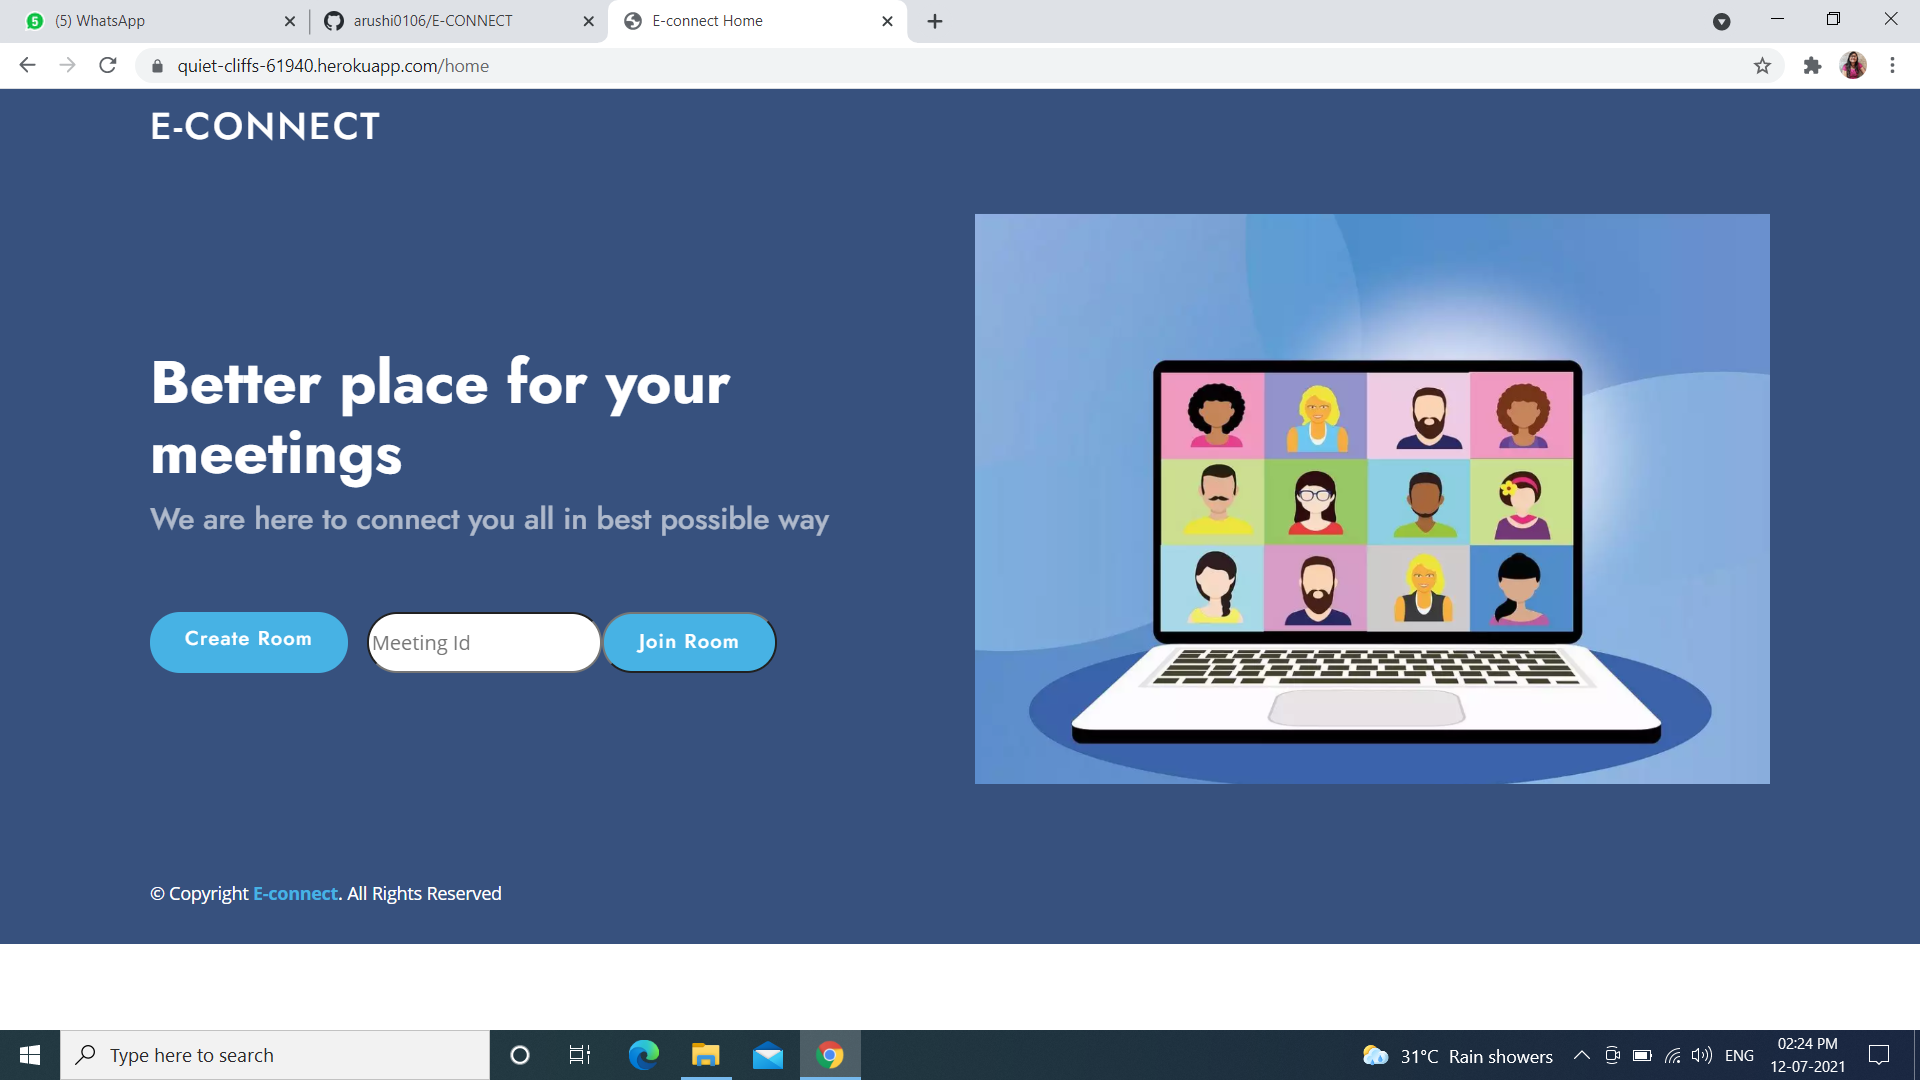 (5) WhatsApp
arushi0106/E-CONNECT
E-connect Home
quiet-cliffs-61940.herokuapp.com/home
E-CONNECT
Better place for your
meetings
We are here to connect you all in best possible way
Create Room
Meeting Id
Join Room
© Copyright E-connect. All Rights Reserved
Type here to search
31°C Rain showers
ENG
02:24 PM
12-07-2021